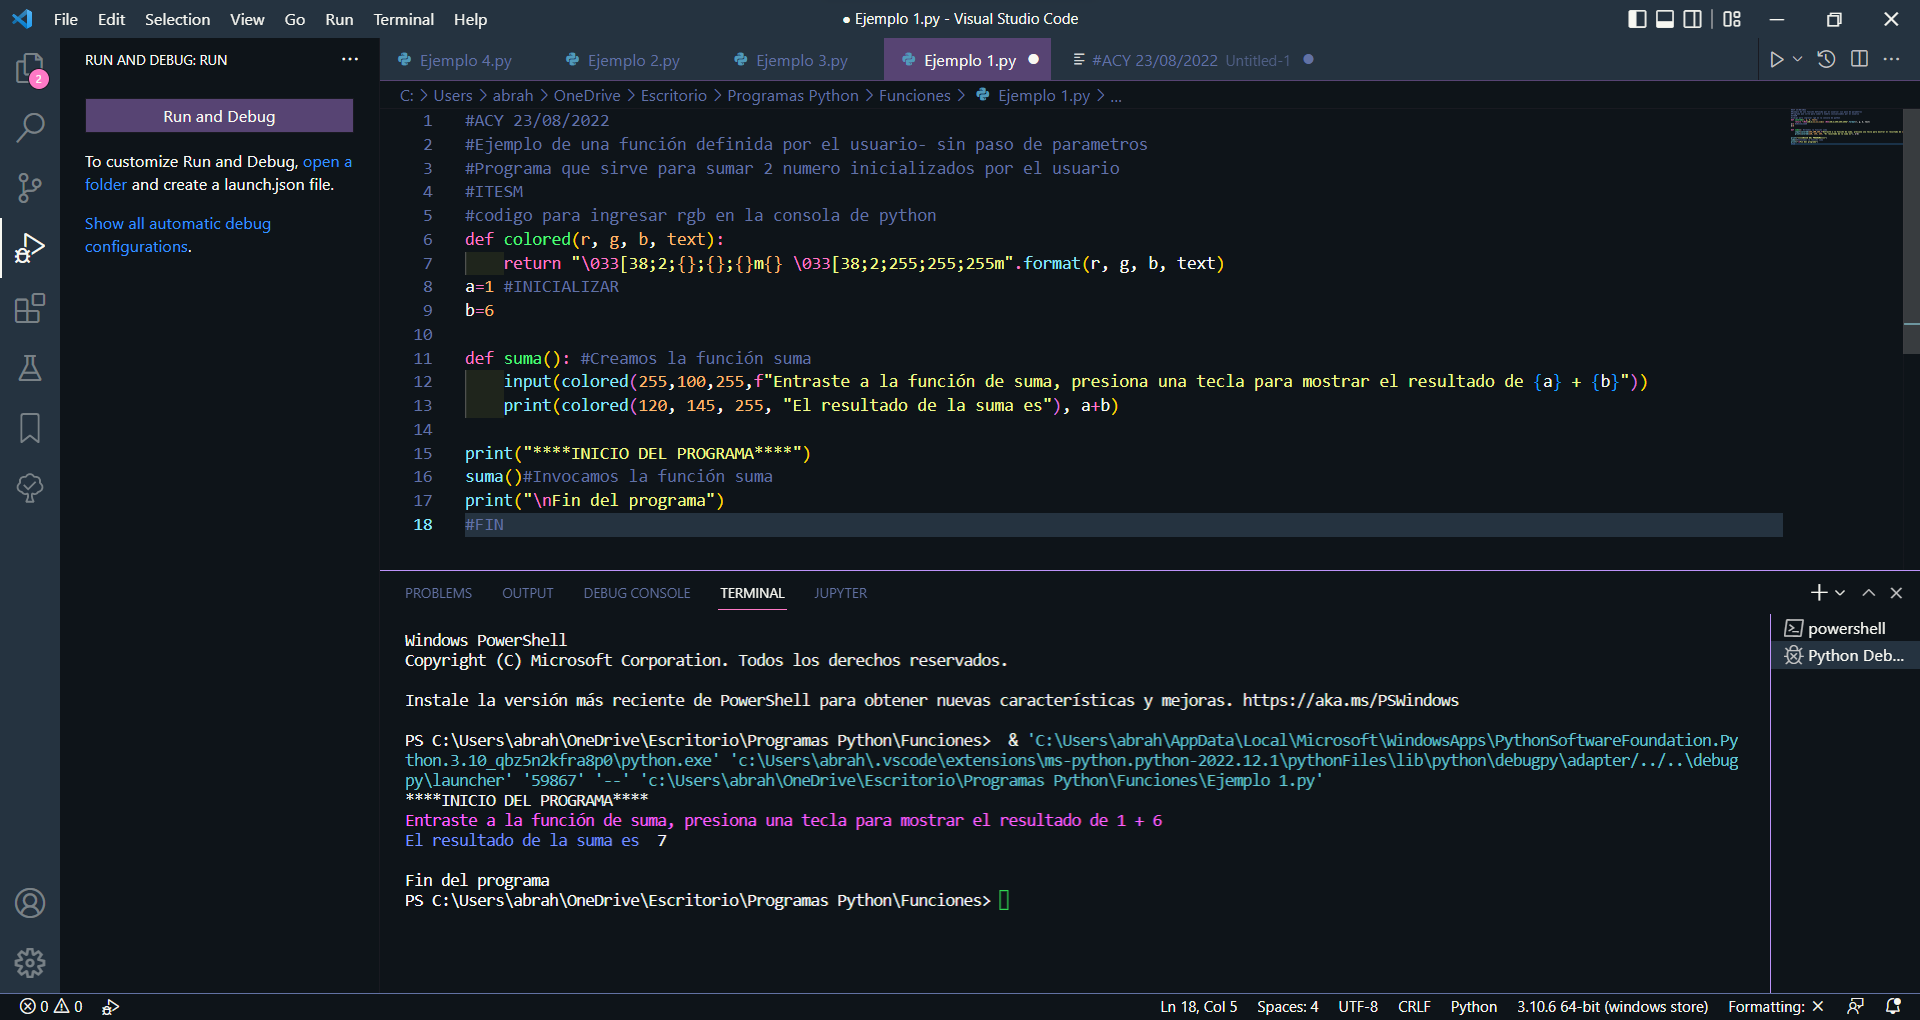 File Edit Selection View Go Run Terminal Help
● Ejemplo 1.py - Visual Studio Code
RUN AND DEBUG: RUN
Run and Debug
To customize Run and Debug, open a
folder and create a launch.json file.
Show all automatic debug
configurations.
2
Ejemplo 4.py Ejemplo 2.py Ejemplo 3.py Ejemplo 1.py #ACY 23/08/2022 Untitled-1
C: > Users > abrah > OneDrive > Escritorio > Programas Python > Funciones > Ejemplo 1.py > ...
1 #ACY 23/08/2022
2 #Ejemplo de una función definida por el usuario- sin paso de parametros
3 #Programa que sirve para sumar 2 numero inicializados por el usuario
4 #ITESM
5 #codigo para ingresar rgb en la consola de python
6 def colored(r, g, b, text):
7     return "\033[38;2;{};{};{}m{} \033[38;2;255;255;255m".format(r, g, b, text)
8 a=1 #INICIALIZAR
9 b=6
10
11 def suma(): #Creamos la función suma
12     input(colored(255,100,255,f"Entraste a la función de suma, presiona una tecla para mostrar el resultado de {a} + {b}"))
13     print(colored(120, 145, 255, "El resultado de la suma es"), a+b)
14
15 print("****INICIO DEL PROGRAMA****")
16 suma()#Invocamos la función suma
17 print("\nFin del programa")
18 #FIN
PROBLEMS OUTPUT DEBUG CONSOLE TERMINAL JUPYTER
powershell
Python Deb...
Windows PowerShell
Copyright (C) Microsoft Corporation. Todos los derechos reservados.
Instale la versión más reciente de PowerShell para obtener nuevas características y mejoras. https://aka.ms/PSWindows
PS C:\Users\abrah\OneDrive\Escritorio\Programas Python\Funciones>  & 'C:\Users\abrah\AppData\Local\Microsoft\WindowsApps\PythonSoftwareFoundation.Py
thon.3.10_qbz5n2kfra8p0\python.exe' 'c:\Users\abrah\.vscode\extensions\ms-python.python-2022.12.1\pythonFiles\lib\python\debugpy\adapter/../..\debug
py\launcher' '59867' '--' 'c:\Users\abrah\OneDrive\Escritorio\Programas Python\Funciones\Ejemplo 1.py'
****INICIO DEL PROGRAMA****
Entraste a la función de suma, presiona una tecla para mostrar el resultado de 1 + 6
El resultado de la suma es  7
Fin del programa
PS C:\Users\abrah\OneDrive\Escritorio\Programas Python\Funciones>
0 0 Ln 18, Col 5 Spaces: 4 UTF-8 CRLF Python 3.10.6 64-bit (windows store) Formatting: ×